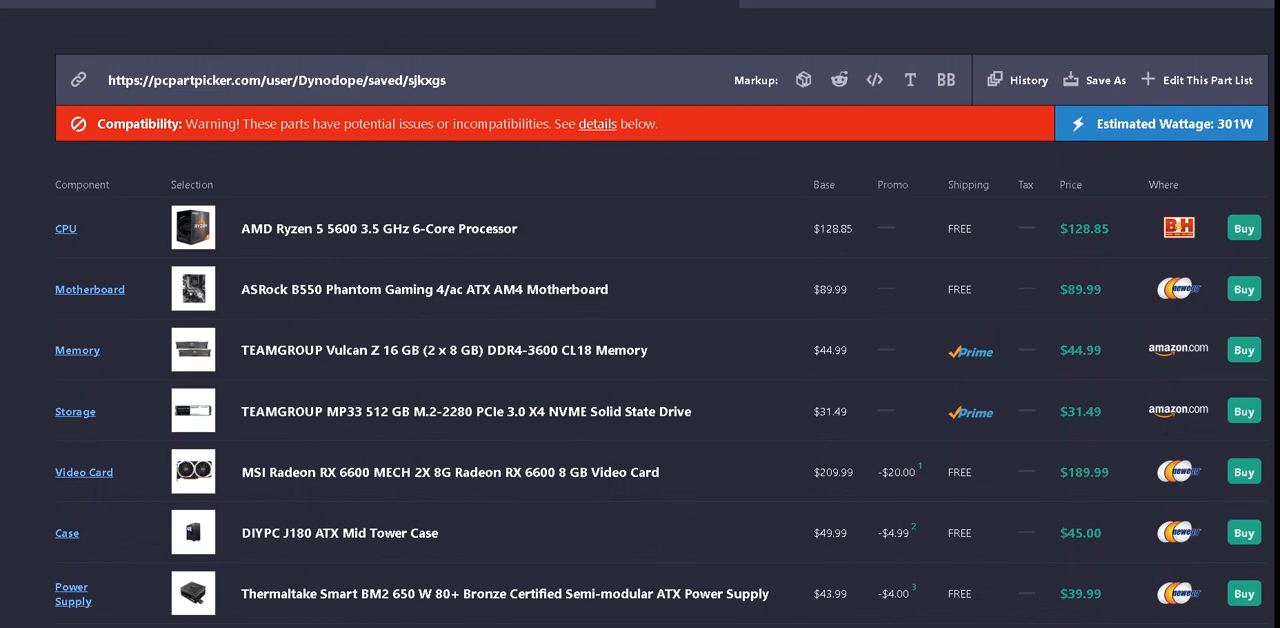 https://pcpartpicker.com/user/Dynodope/saved/sjkxgs Markup: T BB History Save As Edit This Part List
Compatibility: Warning! These parts have potential issues or incompatibilities. See details below. Estimated Wattage: 301W
Component Selection Base Promo Shipping Tax Price Where
CPU AMD Ryzen 5 5600 3.5 GHz 6-Core Processor $128.85 — FREE — $128.85 B&H Buy
Motherboard ASRock B550 Phantom Gaming 4/ac ATX AM4 Motherboard $89.99 — FREE — $89.99 newegg Buy
Memory TEAMGROUP Vulcan Z 16 GB (2 x 8 GB) DDR4-3600 CL18 Memory $44.99 — Prime — $44.99 amazon.com Buy
Storage TEAMGROUP MP33 512 GB M.2-2280 PCIe 3.0 X4 NVME Solid State Drive $31.49 — Prime — $31.49 amazon.com Buy
Video Card MSI Radeon RX 6600 MECH 2X 8G Radeon RX 6600 8 GB Video Card $209.99 -$20.00 1 FREE — $189.99 newegg Buy
Case DIYPC J180 ATX Mid Tower Case $49.99 -$4.99 2 FREE — $45.00 newegg Buy
Power Supply Thermaltake Smart BM2 650 W 80+ Bronze Certified Semi-modular ATX Power Supply $43.99 -$4.00 3 FREE — $39.99 newegg Buy